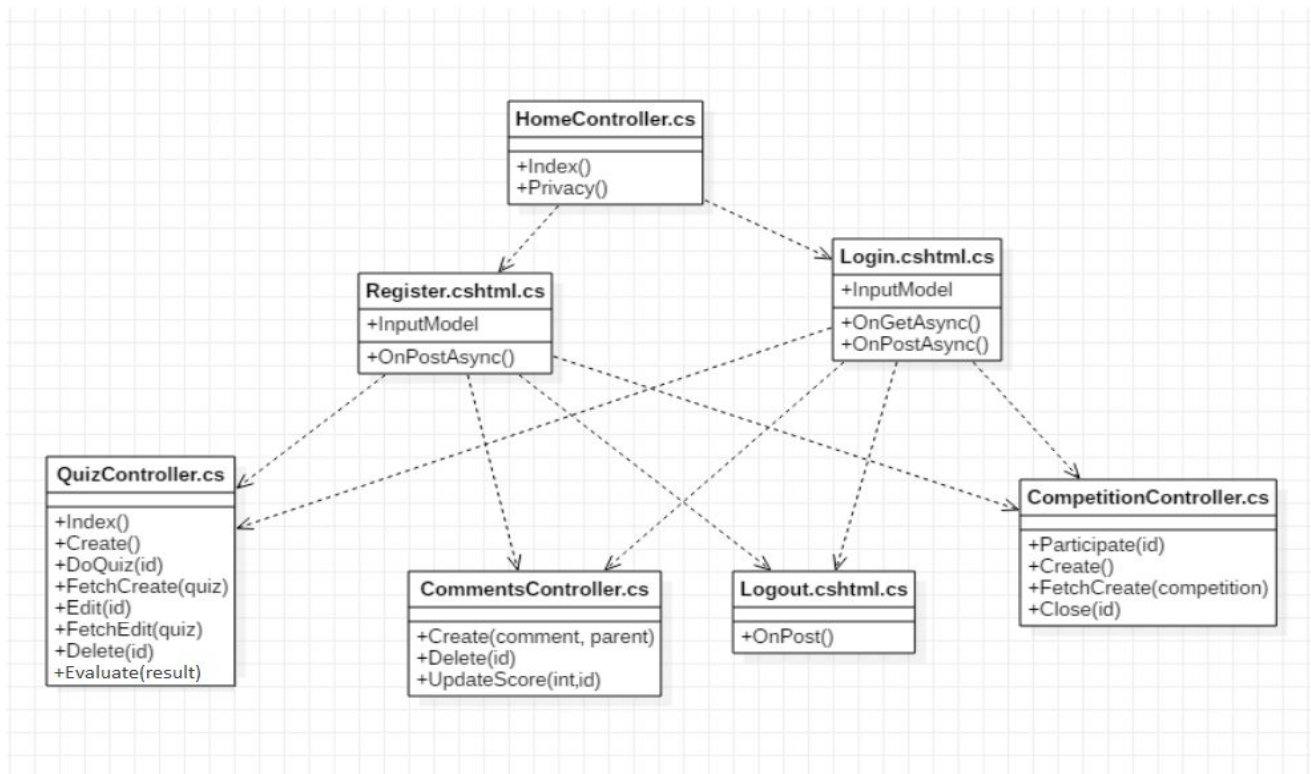 HomeController.cs
+Index()
+Privacy()
Login.cshtml.cs
+InputModel
+OnGetAsync()
+OnPostAsync()
Register.cshtml.cs
+InputModel
+OnPostAsync()
QuizController.cs
+Index()
+Create()
+DoQuiz(id)
+FetchCreate(quiz)
+Edit(id)
+FetchEdit(quiz)
+Delete(id)
+Evaluate(result)
CommentsController.cs
+Create(comment, parent)
+Delete(id)
+UpdateScore(int,id)
Logout.cshtml.cs
+OnPost()
CompetitionController.cs
+Participate(id)
+Create()
+FetchCreate(competition)
+Close(id)